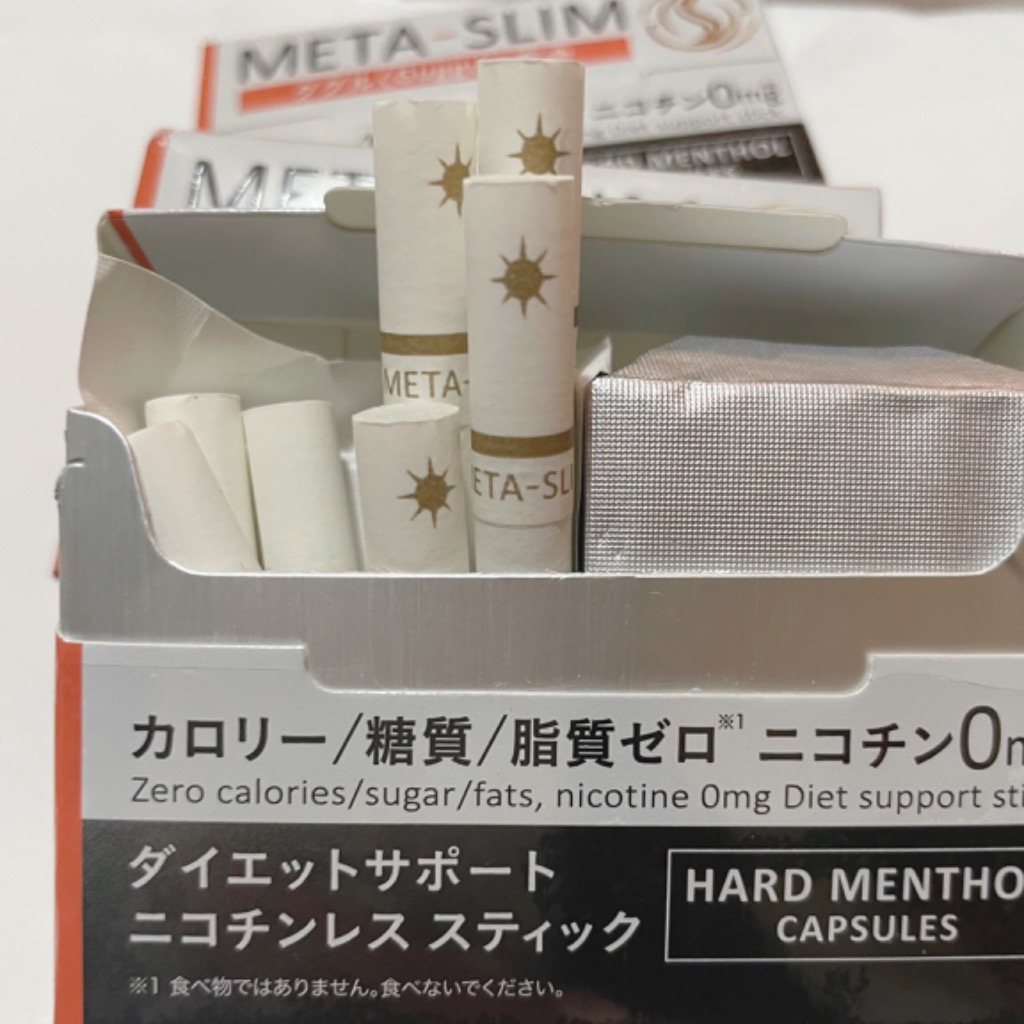 META-SLIM
ニコチン0mg
diet support stick
MENTHOL
MET
META-
META-SLI
カロリー/糖質/脂質ゼロ※1 ニコチン0m
Zero calories/sugar/fats, nicotine 0mg Diet support sti
ダイエットサポート
ニコチンレス スティック
HARD MENTHO
CAPSULES
※1 食べ物ではありません。食べないでください。